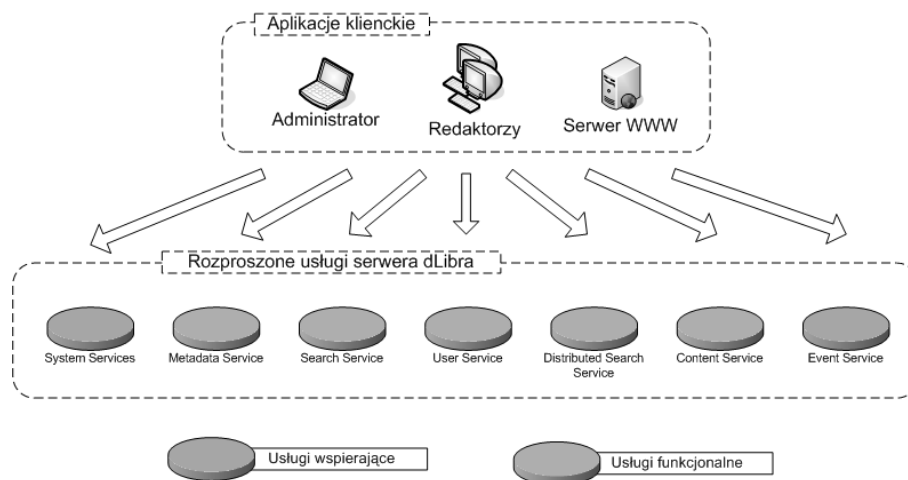 Aplikacje klienckie
Administrator
Redaktorzy
Serwer WWW
Rozproszone usługi serwera dLibra
System Services
Metadata Service
Search Service
User Service
Distributed Search
Service
Content Service
Event Service
Usługi wspierające
Usługi funkcjonalne